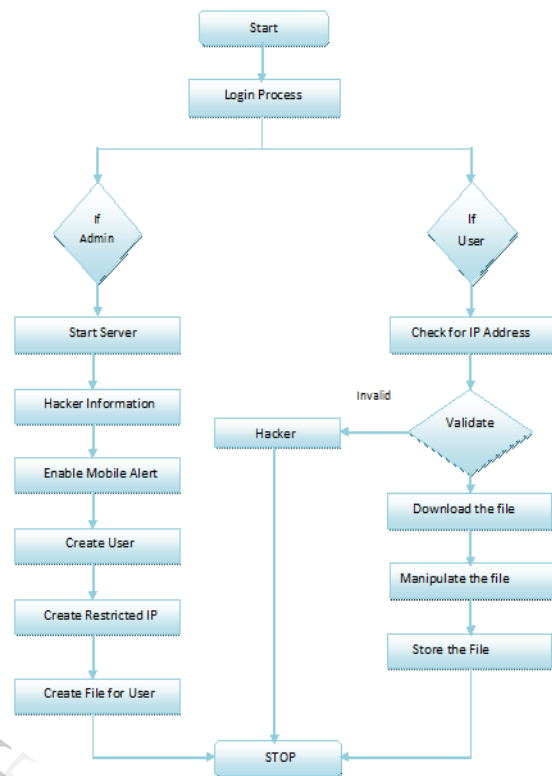 Start
Login Process
If
Admin
If
User
Start Server
Check for IP Address
Hacker Information
Invalid
Validate
Hacker
Enable Mobile Alert
Download the file
Create User
Manipulate the file
Create Restricted IP
Store the File
Create File for User
STOP